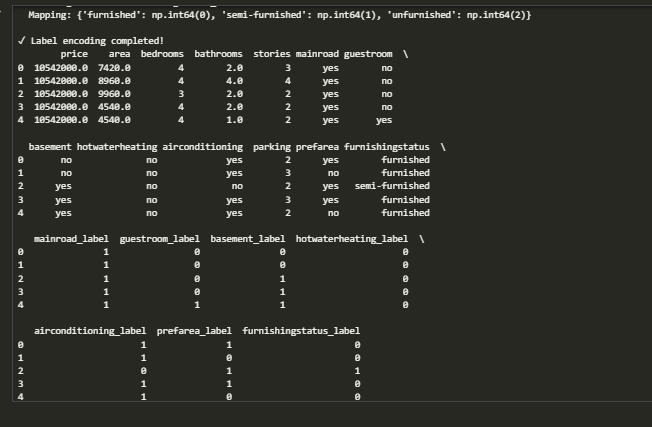 Mapping: {'furnished': np.int64(0), 'semi-furnished': np.int64(1), 'unfurnished': np.int64(2)}
✓ Label encoding completed!
price area bedrooms bathrooms stories mainroad guestroom \
0 10542000.0 7420.0 4 2.0 3 yes no
1 10542000.0 8960.0 4 4.0 4 yes no
2 10542000.0 9960.0 3 2.0 2 yes no
3 10542000.0 4540.0 4 2.0 2 yes no
4 10542000.0 4540.0 4 1.0 2 yes yes
basement hotwaterheating airconditioning parking prefarea furnishingstatus \
0 no no yes 2 yes furnished
1 no no yes 3 no furnished
2 yes no no 2 yes semi-furnished
3 yes no yes 3 yes furnished
4 yes no yes 2 no furnished
mainroad_label guestroom_label basement_label hotwaterheating_label \
0 1 0 0 0
1 1 0 0 0
2 1 0 1 0
3 1 0 1 0
4 1 1 1 0
airconditioning_label prefarea_label furnishingstatus_label
0 1 1 0
1 1 0 0
2 0 1 1
3 1 1 0
4 1 0 0